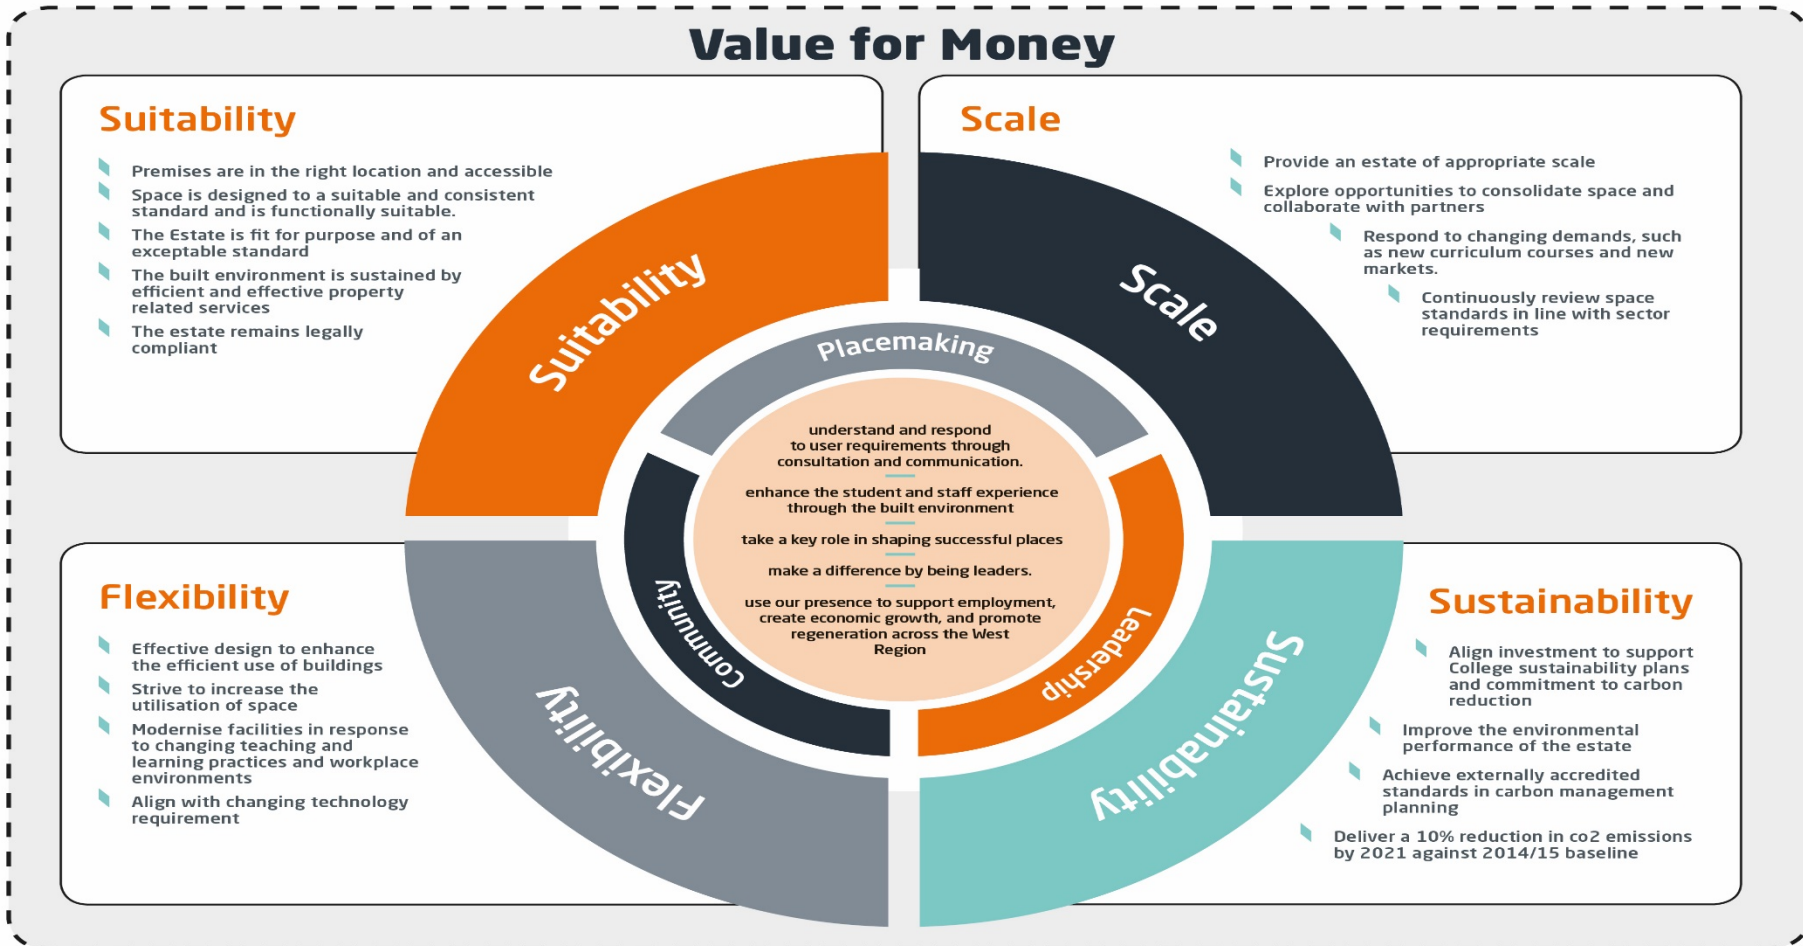 Value for Money
Suitability
Premises are in the right location and accessible
Space is designed to a suitable and consistent
standard and is functionally suitable.
The Estate is fit for purpose and of an
exceptable standard
The built environment is sustained by
efficient and effective property
related services
The estate remains legally
compliant
Scale
Provide an estate of appropriate scale
Explore opportunities to consolidate space and
collaborate with partners
Respond to changing demands, such
as new curriculum courses and new
markets.
Continuously review space
standards in line with sector
requirements
Suitability
Scale
Placemaking
understand and respond
to user requirements through
consultation and communication.
enhance the student and staff experience
through the built environment
take a key role in shaping successful places
make a difference by being leaders.
use our presence to support employment,
create economic growth, and promote
regeneration across the West
Region
Community
Leadership
Flexibility
Sustainability
Flexibility
Effective design to enhance
the efficient use of buildings
Strive to increase the
utilisation of space
Modernise facilities in response
to changing teaching and
learning practices and workplace
environments
Align with changing technology
requirement
Sustainability
Align investment to support
College sustainability plans
and commitment to carbon
reduction
Improve the environmental
performance of the estate
Achieve externally accredited
standards in carbon management
planning
Deliver a 10% reduction in co2 emissions
by 2021 against 2014/15 baseline